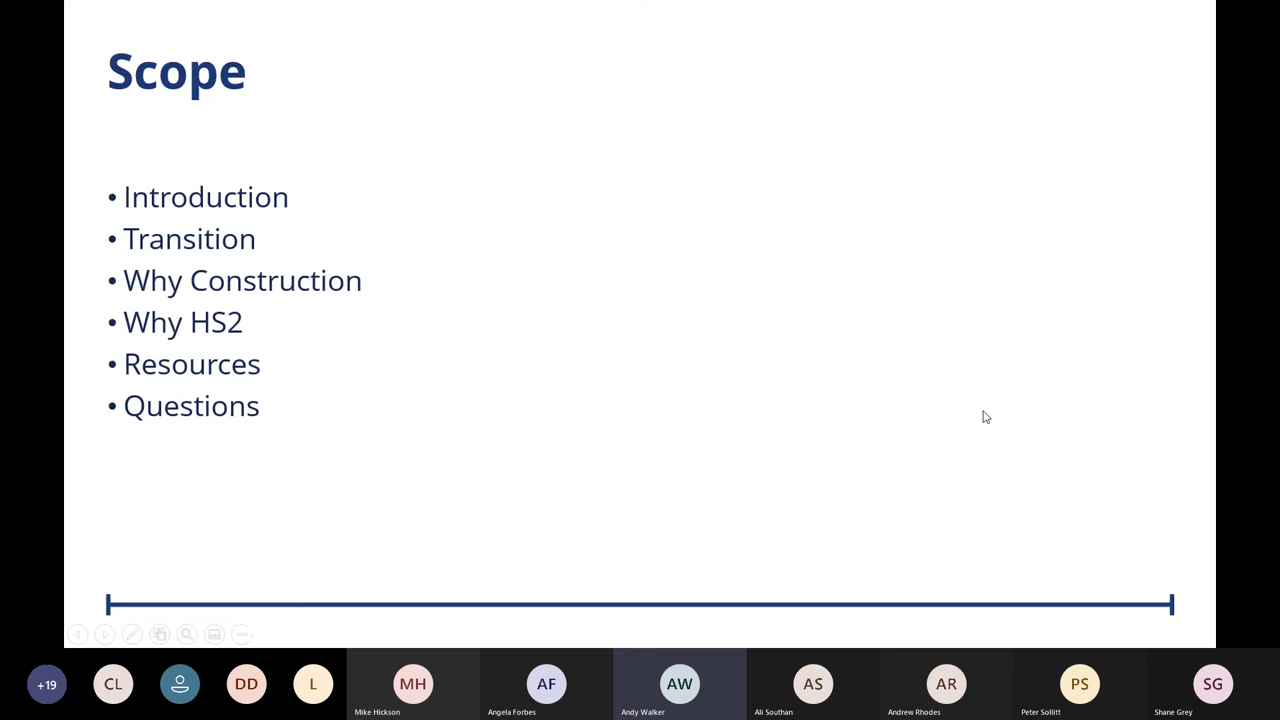 Scope
• Introduction
• Transition
• Why Construction
• Why HS2
• Resources
• Questions
+19
CL
DD
L
MH
AF
AW
AS
AR
PS
SG
Mike Hickson
Angela Forbes
Andy Walker
Ali Southan
Andrew Rhodes
Peter Sollitt
Shane Grey